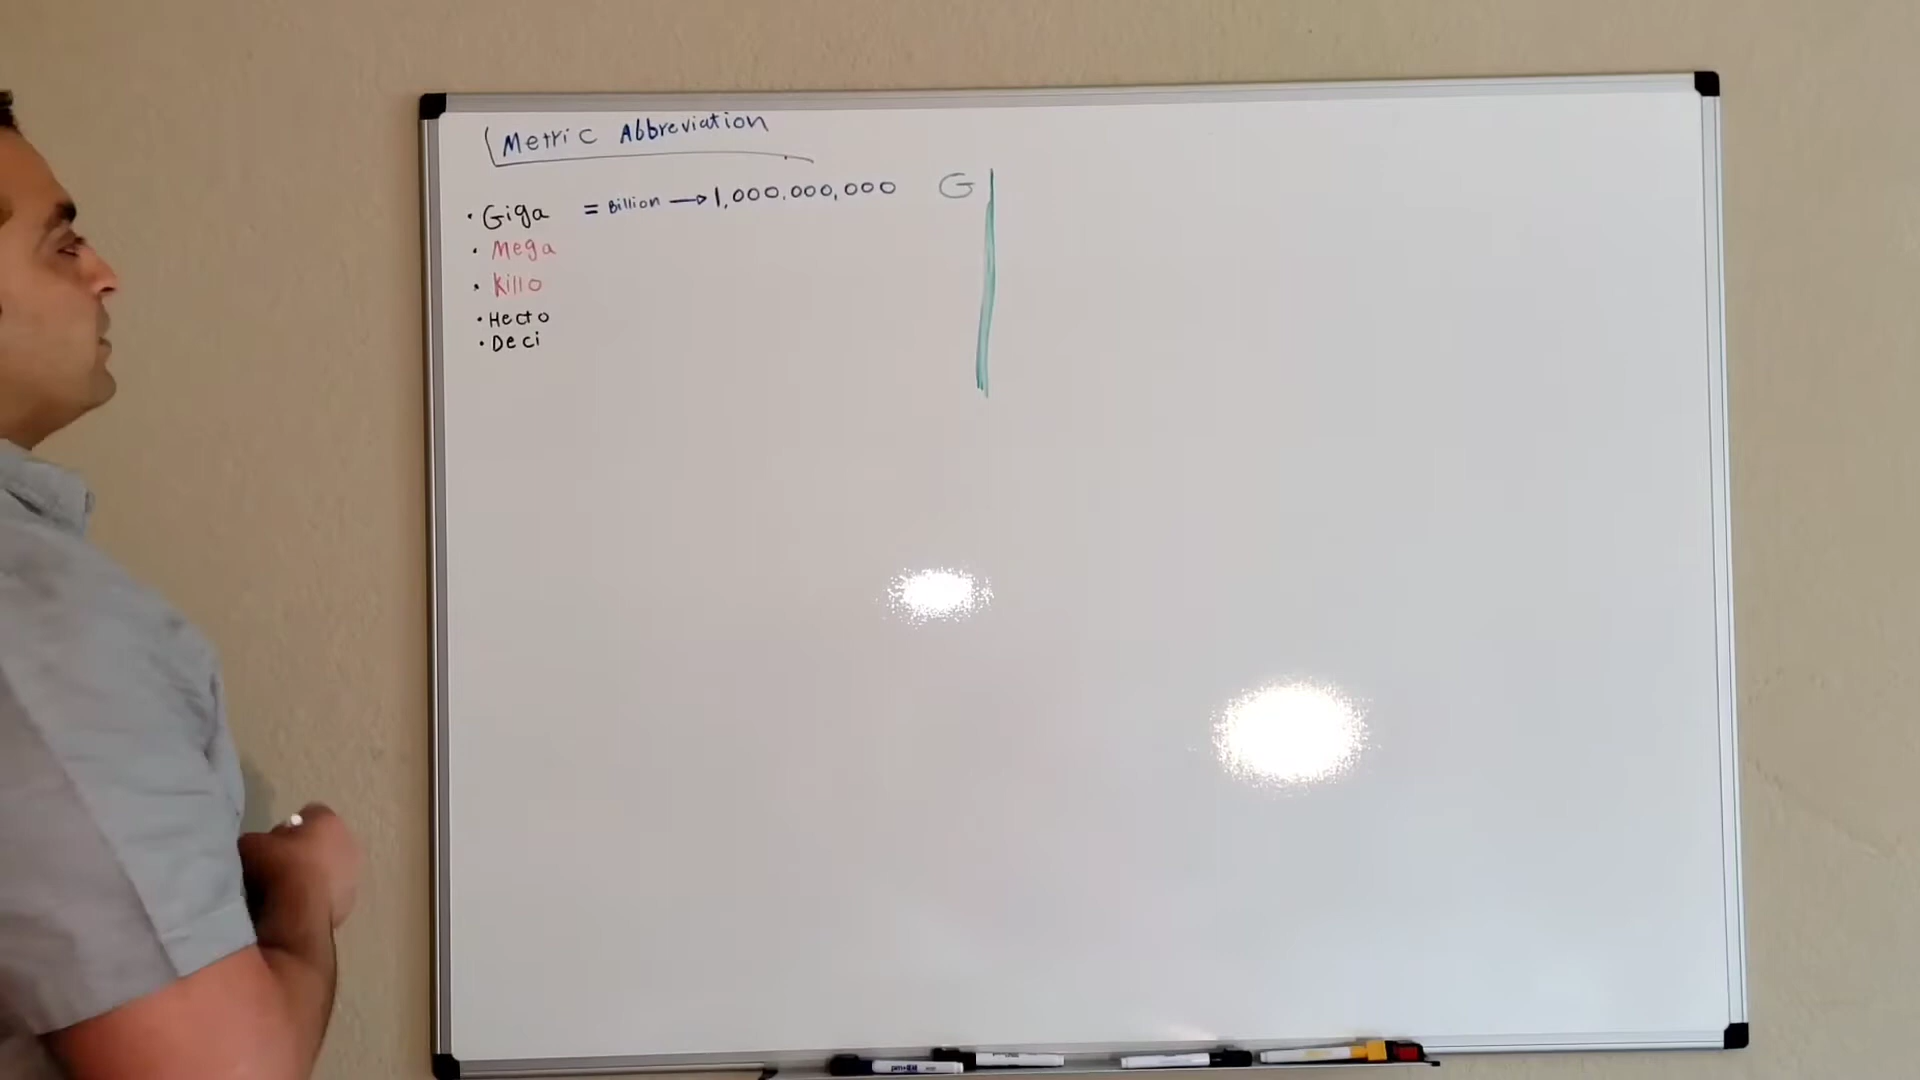 Metric Abbreviation
• Giga = Billion → 1,000,000,000 G
• Mega
• Killo
• Hecto
• Deci